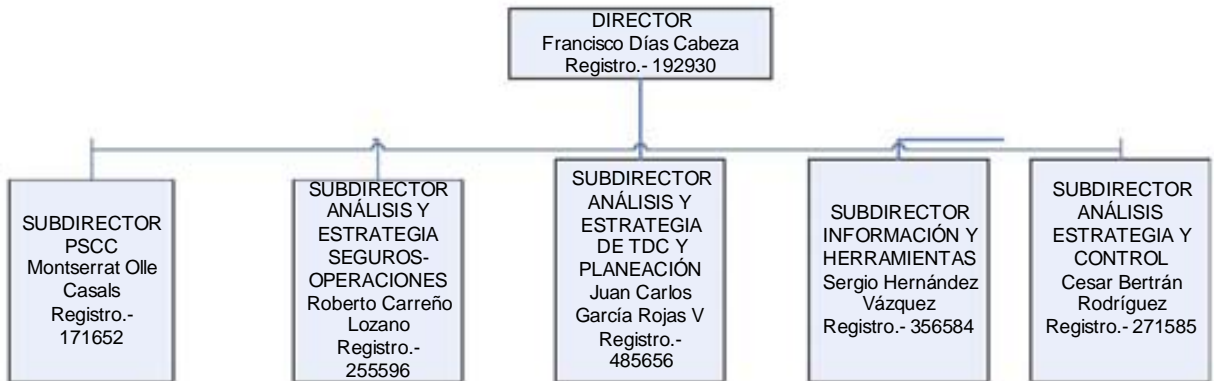 DIRECTOR
Francisco Días Cabeza
Registro.- 192930
SUBDIRECTOR
PSCC
Montserrat Olle
Casals
Registro.-
171652
SUBDIRECTOR
ANÁLISIS Y
ESTRATEGIA
SEGUROS-
OPERACIONES
Roberto Carreño
Lozano
Registro.-
255596
SUBDIRECTOR
ANÁLISIS Y
ESTRATEGIA
DE TDC Y
PLANEACIÓN
Juan Carlos
García Rojas V
Registro.-
485656
SUBDIRECTOR
INFORMACIÓN Y
HERRAMIENTAS
Sergio Hernández
Vázquez
Registro.- 356584
SUBDIRECTOR
ANÁLISIS
ESTRATEGIA Y
CONTROL
Cesar Bertrán
Rodríguez
Registro.- 271585